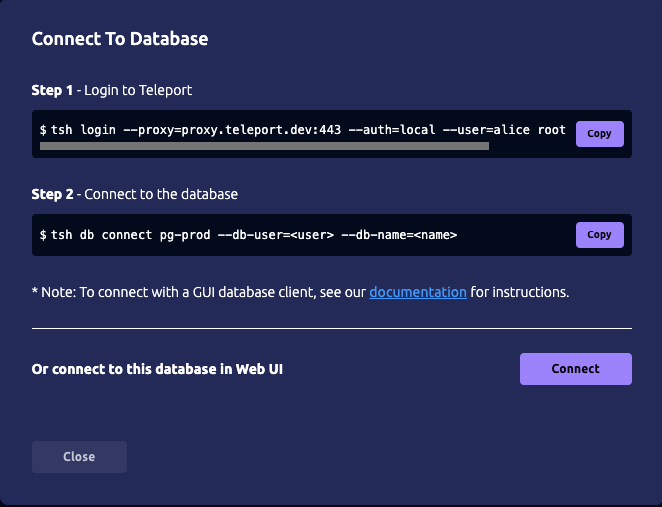 Connect To Database
Step 1 - Login to Teleport
$ tsh login --proxy=proxy.teleport.dev:443 --auth=local --user=alice root
Copy
Step 2 - Connect to the database
$ tsh db connect pg-prod --db-user=<user> --db-name=<name>
Copy
* Note: To connect with a GUI database client, see our documentation for instructions.
Or connect to this database in Web UI
Connect
Close